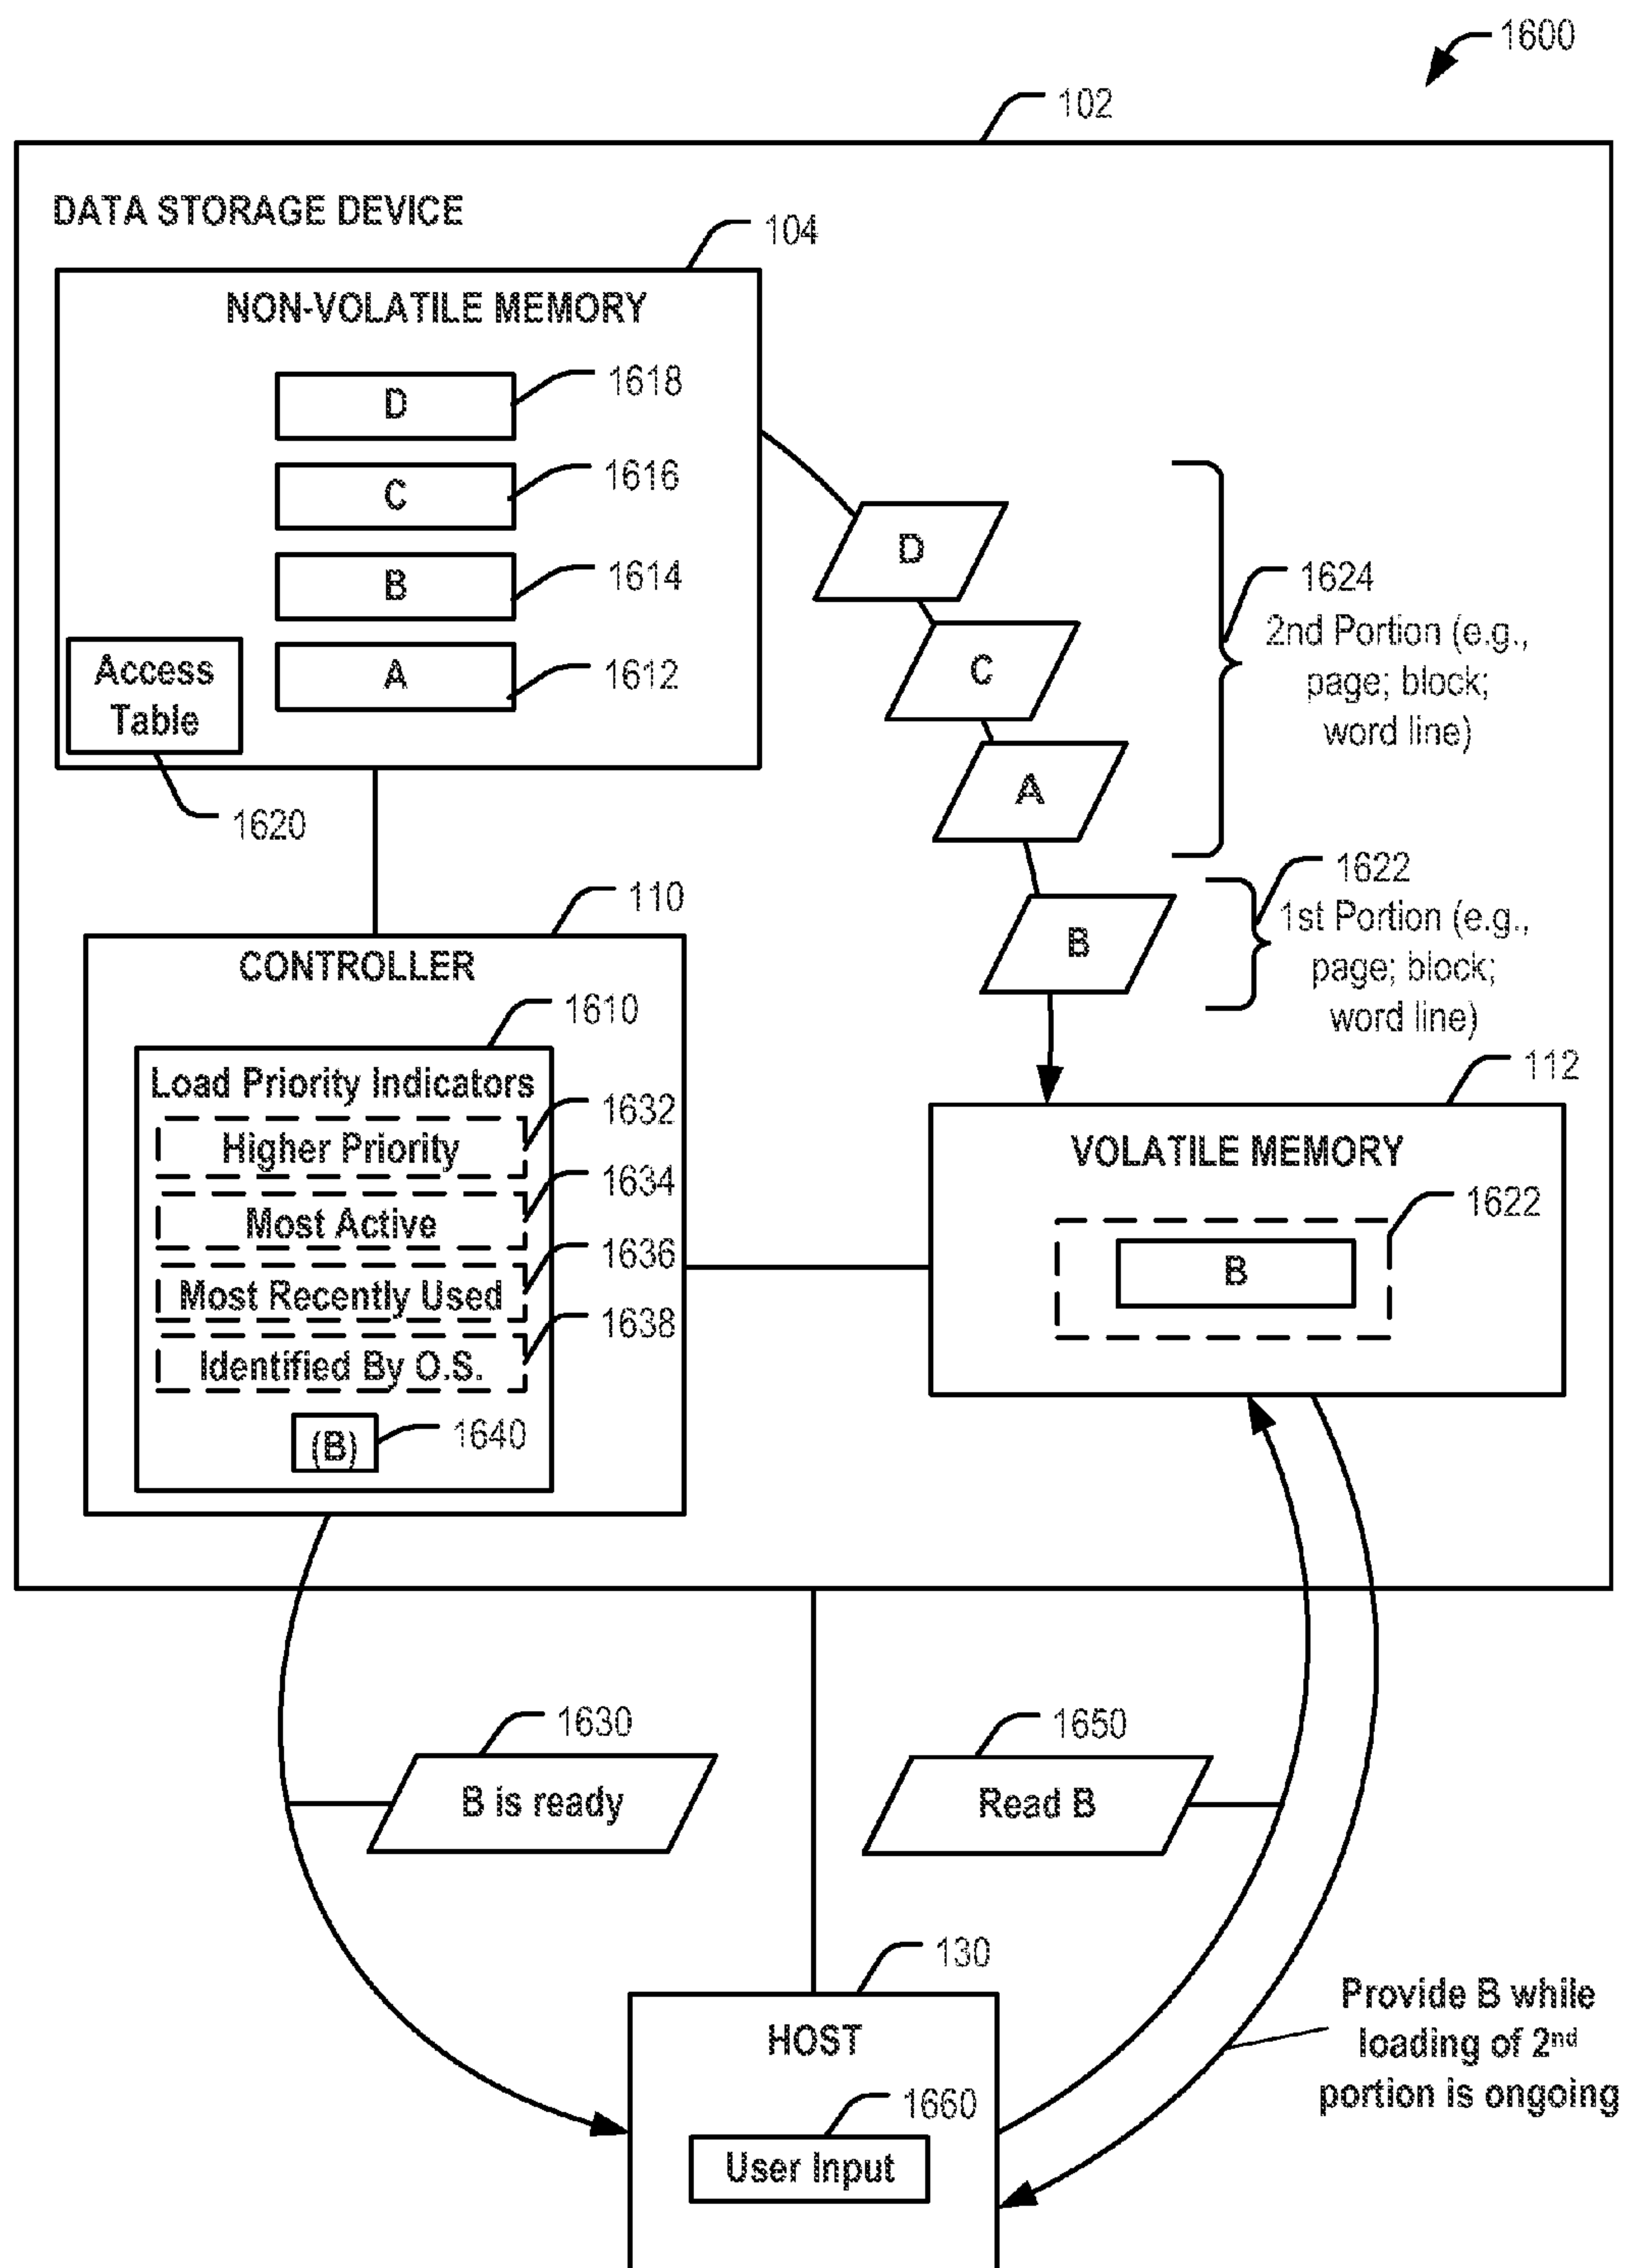 1600
102
DATA STORAGE DEVICE
104
NON-VOLATILE MEMORY
D
1618
C
1616
B
1614
A
1612
Access
Table
1620
D
C
A
B
1624
2nd Portion (e.g.,
page; block;
word line)
1622
1st Portion (e.g.,
page; block;
word line)
110
CONTROLLER
1610
Load Priority Indicators
1632
Higher Priority
1634
Most Active
1636
Most Recently Used
1638
Identified By O.S.
(B)
1640
112
VOLATILE MEMORY
1622
B
1630
B is ready
1650
Read B
130
HOST
1660
User Input
Provide B while
loading of 2nd
portion is ongoing